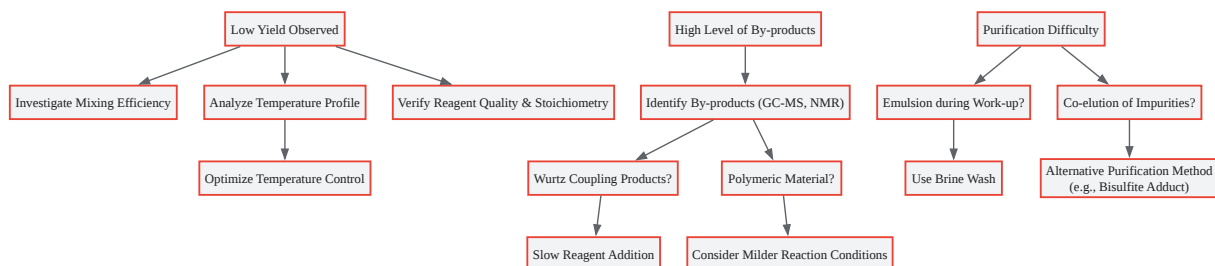 Low Yield Observed
High Level of By-products
Purification Difficulty
Investigate Mixing Efficiency
Analyze Temperature Profile
Verify Reagent Quality & Stoichiometry
Identify By-products (GC-MS, NMR)
Emulsion during Work-up?
Co-elution of Impurities?
Optimize Temperature Control
Wurtz Coupling Products?
Polymeric Material?
Use Brine Wash
Alternative Purification Method
(e.g., Bisulfite Adduct)
Slow Reagent Addition
Consider Milder Reaction Conditions